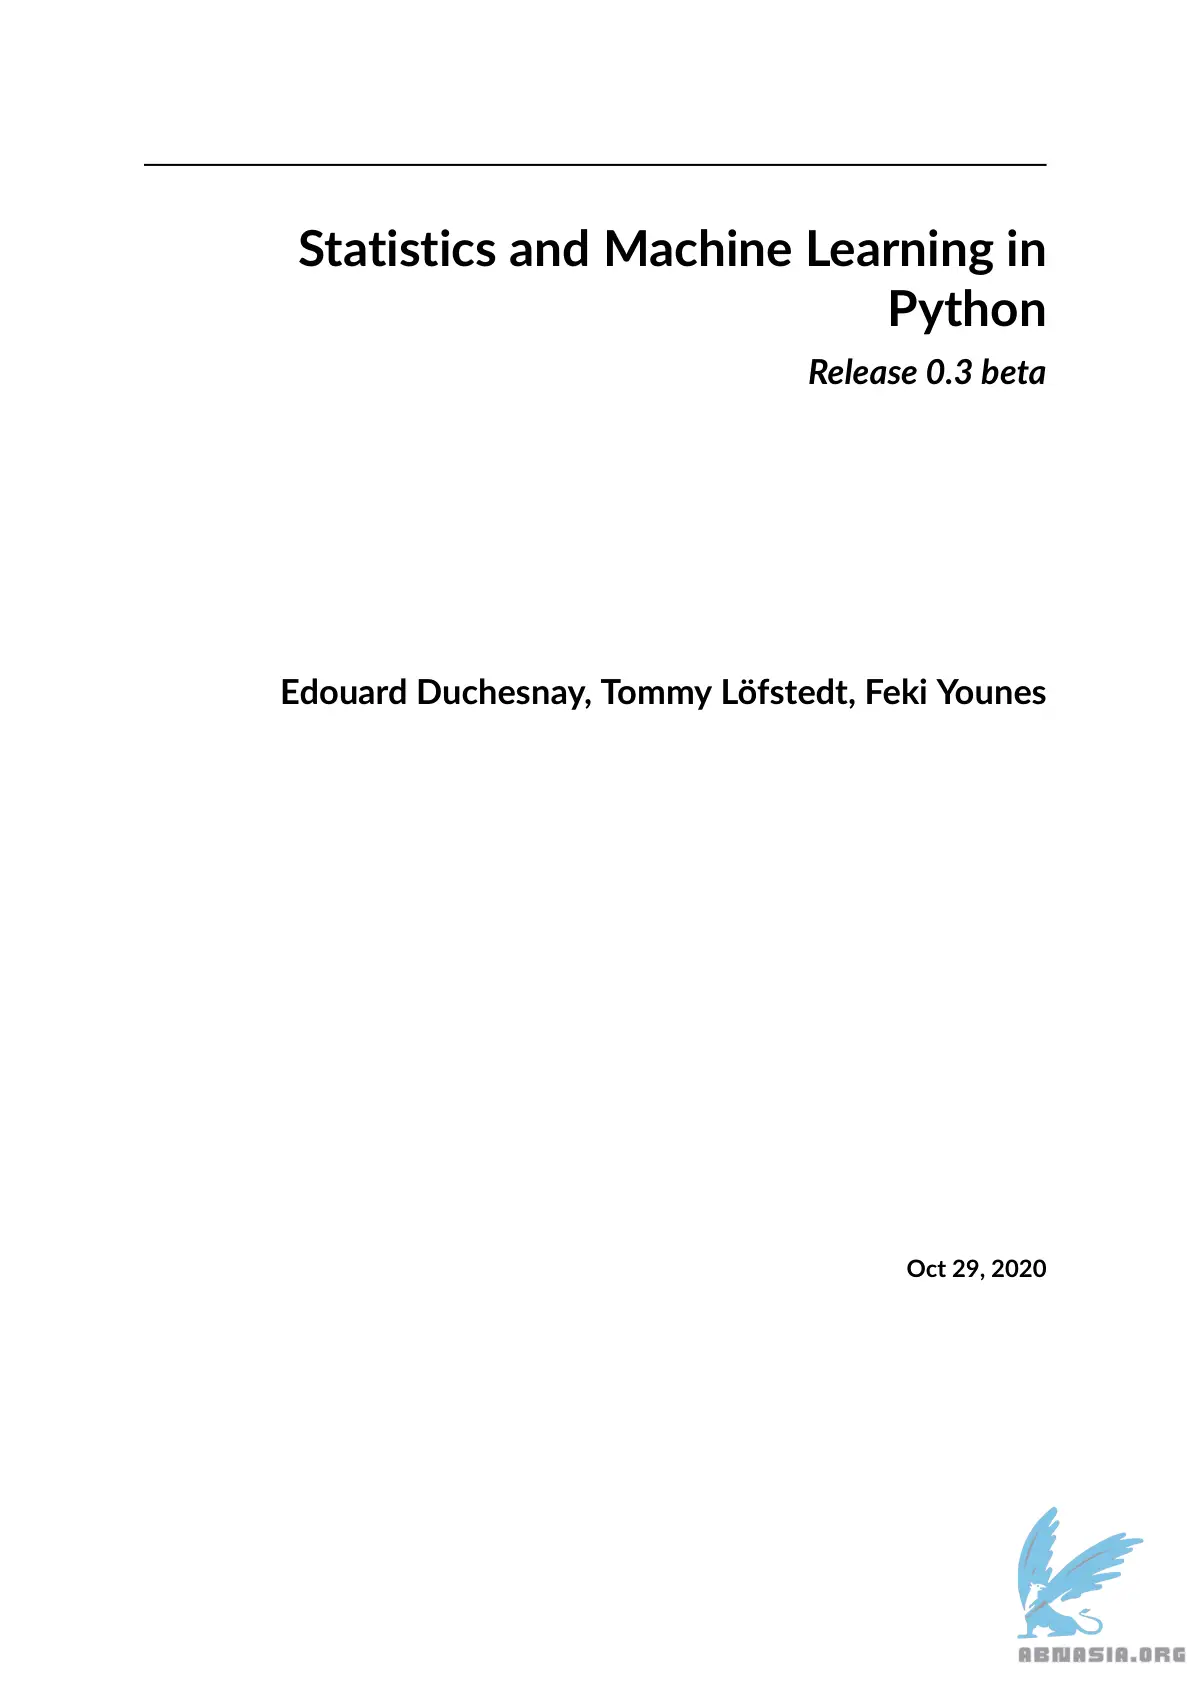 Statistics and Machine Learning in
Python
Release 0.3 beta
Edouard Duchesnay, Tommy Löfstedt, Feki Younes
Oct 29, 2020
ABNASIA.ORG